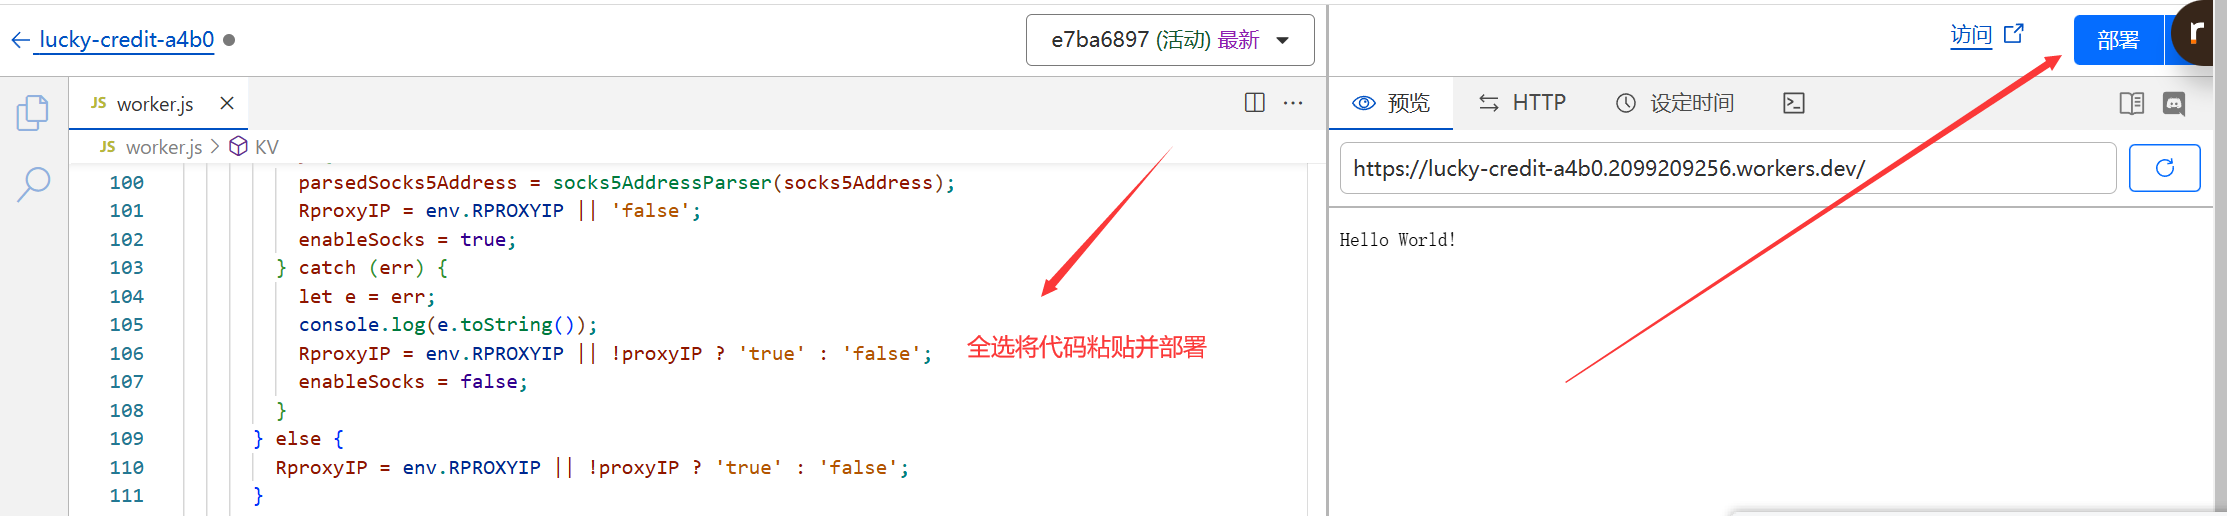 lucky-credit-a4b0
e7ba6897 (活动) 最新
访问
部署
JS worker.js
预览
HTTP
设定时间
JS worker.js > KV
https://lucky-credit-a4b0.2099209256.workers.dev/
Hello World!
100 parsedSocks5Address = socks5AddressParser(socks5Address);
101 RproxyIP = env.RPROXYIP || 'false';
102 enableSocks = true;
103 } catch (err) {
104 let e = err;
105 console.log(e.toString());
106 RproxyIP = env.RPROXYIP || !proxyIP ? 'true' : 'false';
107 enableSocks = false;
108 }
109 } else {
110 RproxyIP = env.RPROXYIP || !proxyIP ? 'true' : 'false';
111 }
全选将代码粘贴并部署